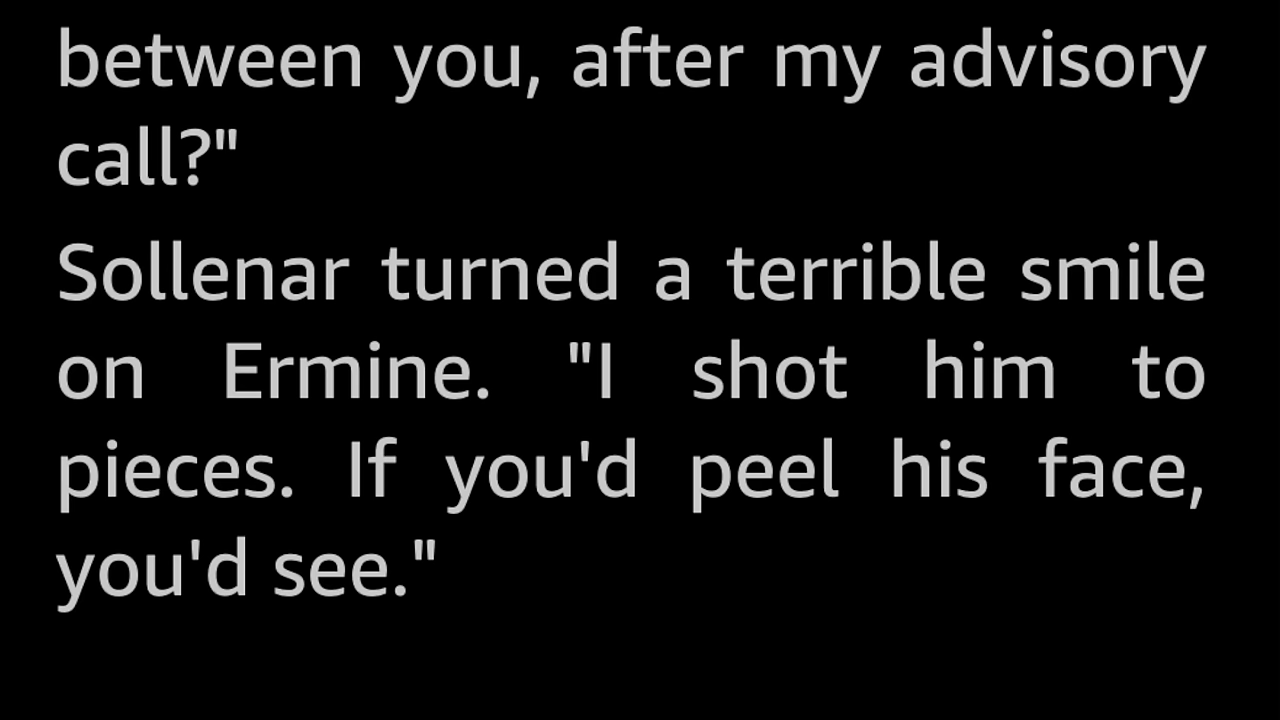 between you, after my advisory
call?"
Sollenar turned a terrible smile
on Ermine. "I shot him to
pieces. If you'd peel his face,
you'd see."